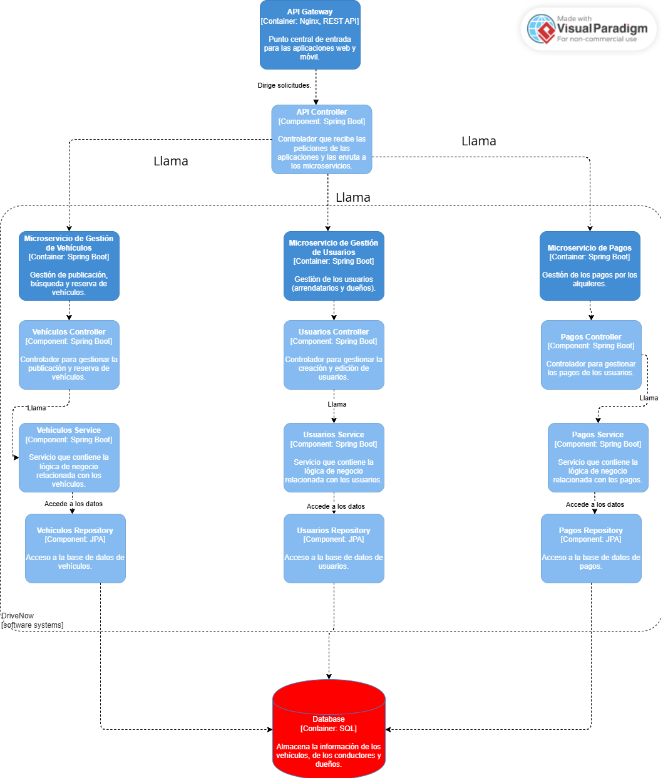 API Gateway
[Container: Nginx, REST API]
Punto central de entrada
para las aplicaciones web y
móvil.
Made with
Visual Paradigm
For non-commercial use
Dirige solicitudes.
API Controller
[Component: Spring Boot]
Controlador que recibe las
peticiones de las
aplicaciones y las enruta a
los microservicios.
Llama
Llama
Llama
Microservicio de Gestión
de Vehículos
[Container: Spring Boot]
Gestión de publicación,
búsqueda y reserva de
vehículos.
Microservicio de Gestión
de Usuarios
[Container: Spring Boot]
Gestión de los usuarios
(arrendatarios y dueños).
Microservicio de Pagos
[Container: Spring Boot]
Gestión de los pagos por los
alquileres.
Vehículos Controller
[Component: Spring Boot]
Controlador para gestionar la
publicación y reserva de
vehículos.
Usuarios Controller
[Component: Spring Boot]
Controlador para gestionar la
creación y edición de
usuarios.
Pagos Controller
[Component: Spring Boot]
Controlador para gestionar
los pagos de los usuarios.
Llama
Llama
Llama
Vehículos Service
[Component: Spring Boot]
Servicio que contiene la
lógica de negocio
relacionada con los
vehículos.
Usuarios Service
[Component: Spring Boot]
Servicio que contiene la
lógica de negocio
relacionada con los usuarios.
Pagos Service
[Component: Spring Boot]
Servicio que contiene la
lógica de negocio
relacionada con los pagos.
Accede a los datos
Accede a los datos
Accede a los datos
Vehículos Repository
[Component: JPA]
Acceso a la base de datos de
vehículos.
Usuarios Repository
[Component: JPA]
Acceso a la base de datos de
usuarios.
Pagos Repository
[Component: JPA]
Acceso a la base de datos de
pagos.
DriveNow
[software systems]
Database
[Container: SQL]
Almacena la información de los
vehículos, de los conductores y
dueños.